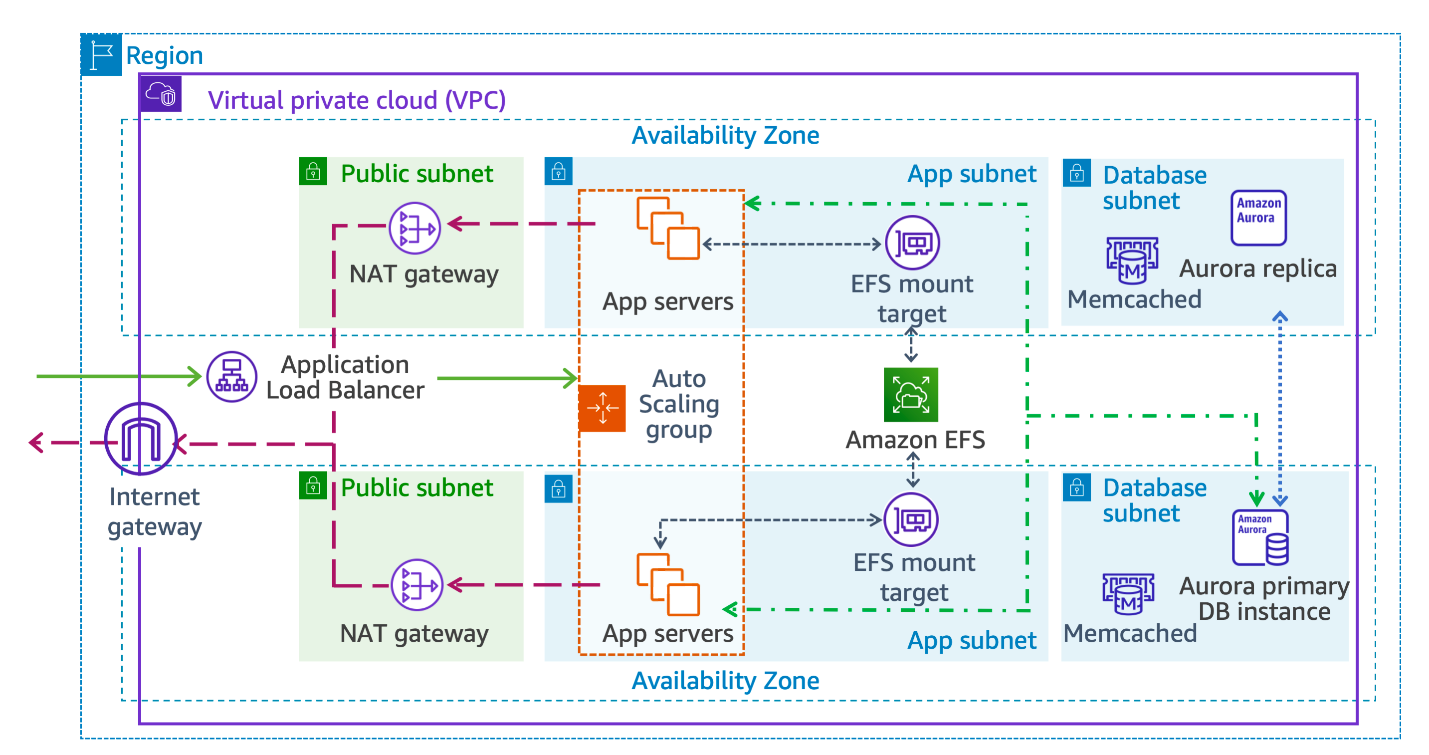 Region
Virtual private cloud (VPC)
Availability Zone
Public subnet
NAT gateway
App subnet
App servers
EFS mount
target
Database
subnet
Amazon
Aurora
Aurora replica
M
Memcached
Application
Load Balancer
Auto
Scaling
group
Amazon EFS
Internet
gateway
Public subnet
NAT gateway
App servers
EFS mount
target
App subnet
Database
subnet
Amazon
Aurora
Aurora primary
DB instance
M
Memcached
Availability Zone